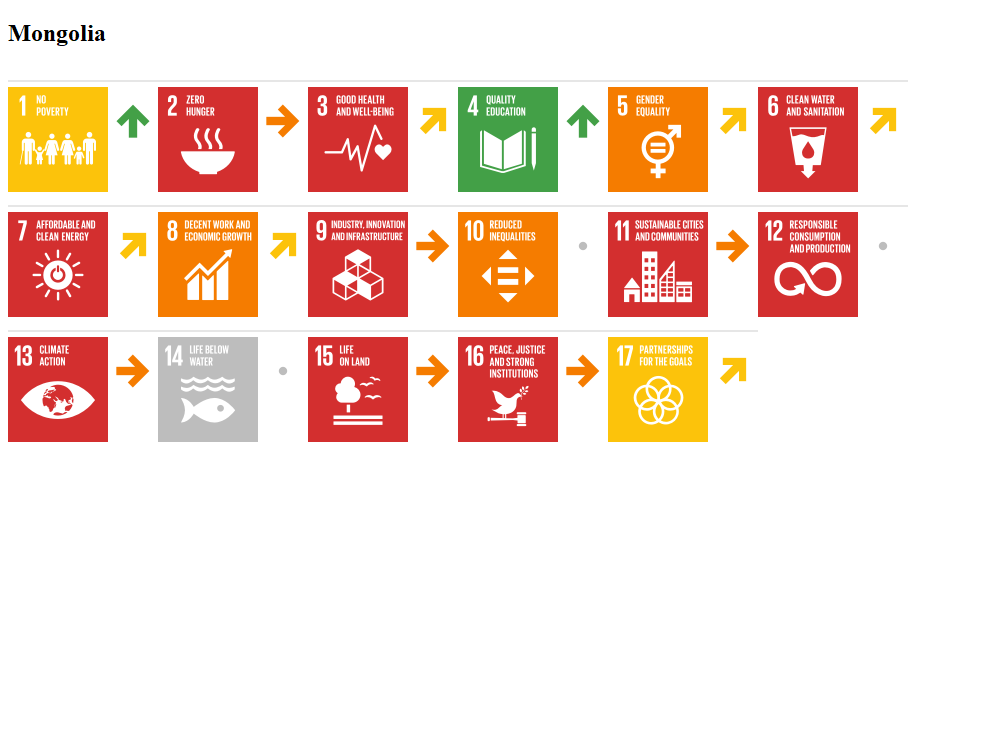 Mongolia
1 NO
POVERTY
2 ZERO
HUNGER
3 GOOD HEALTH
AND WELL-BEING
4 QUALITY
EDUCATION
5 GENDER
EQUALITY
6 CLEAN WATER
AND SANITATION
7 AFFORDABLE AND
CLEAN ENERGY
8 DECENT WORK AND
ECONOMIC GROWTH
9 INDUSTRY, INNOVATION
AND INFRASTRUCTURE
10 REDUCED
INEQUALITIES
11 SUSTAINABLE CITIES
AND COMMUNITIES
12 RESPONSIBLE
CONSUMPTION
AND PRODUCTION
13 CLIMATE
ACTION
14 LIFE BELOW
WATER
15 LIFE
ON LAND
16 PEACE, JUSTICE
AND STRONG
INSTITUTIONS
17 PARTNERSHIPS
FOR THE GOALS